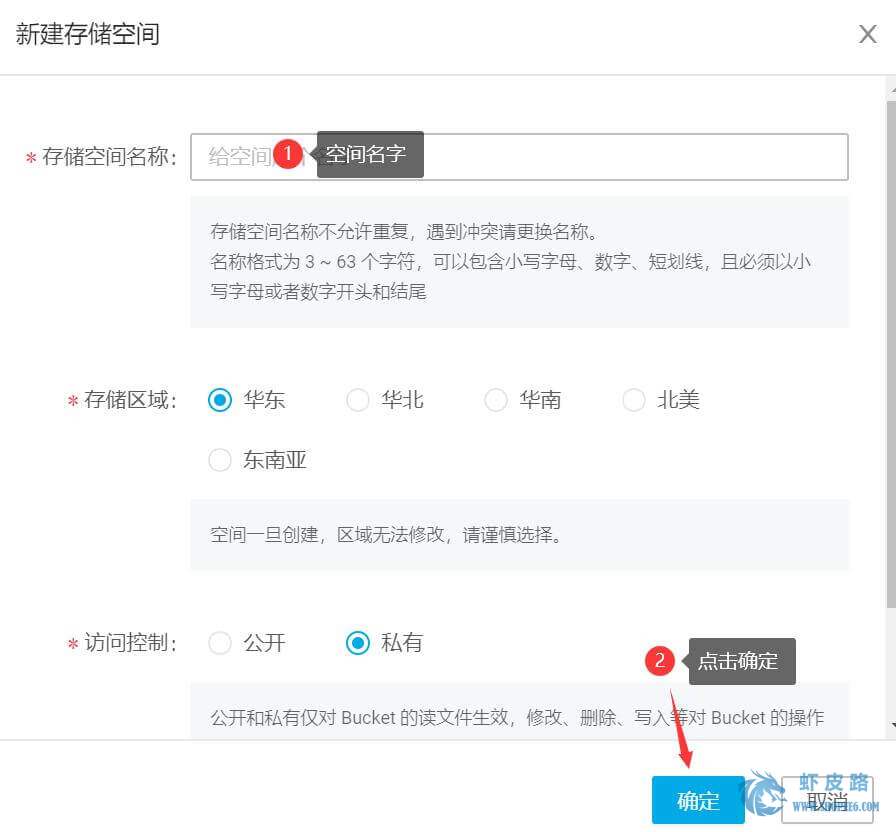 新建存储空间
* 存储空间名称：
给空间
1 空间名字
存储空间名称不允许重复，遇到冲突请更换名称。
名称格式为 3 ~ 63 个字符，可以包含小写字母、数字、短划线，且必须以小
写字母或者数字开头和结尾
* 存储区域： 华东 华北 华南 北美
东南亚
空间一旦创建，区域无法修改，请谨慎选择。
* 访问控制： 公开 私有
2 点击确定
公开和私有仅对 Bucket 的读文件生效，修改、删除、写入等对 Bucket 的操作
确定 取消
虾皮路